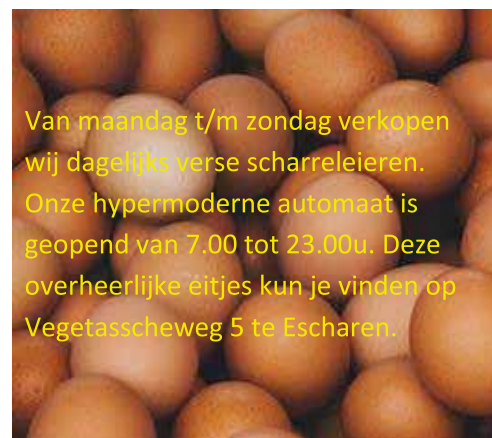 Van maandag t/m zondag verkopen
wij dagelijks verse scharreleieren.
Onze hypermoderne automaat is
geopend van 7.00 tot 23.00u. Deze
overheerlijke eitjes kun je vinden op
Vegetasscheweg 5 te Escharen.